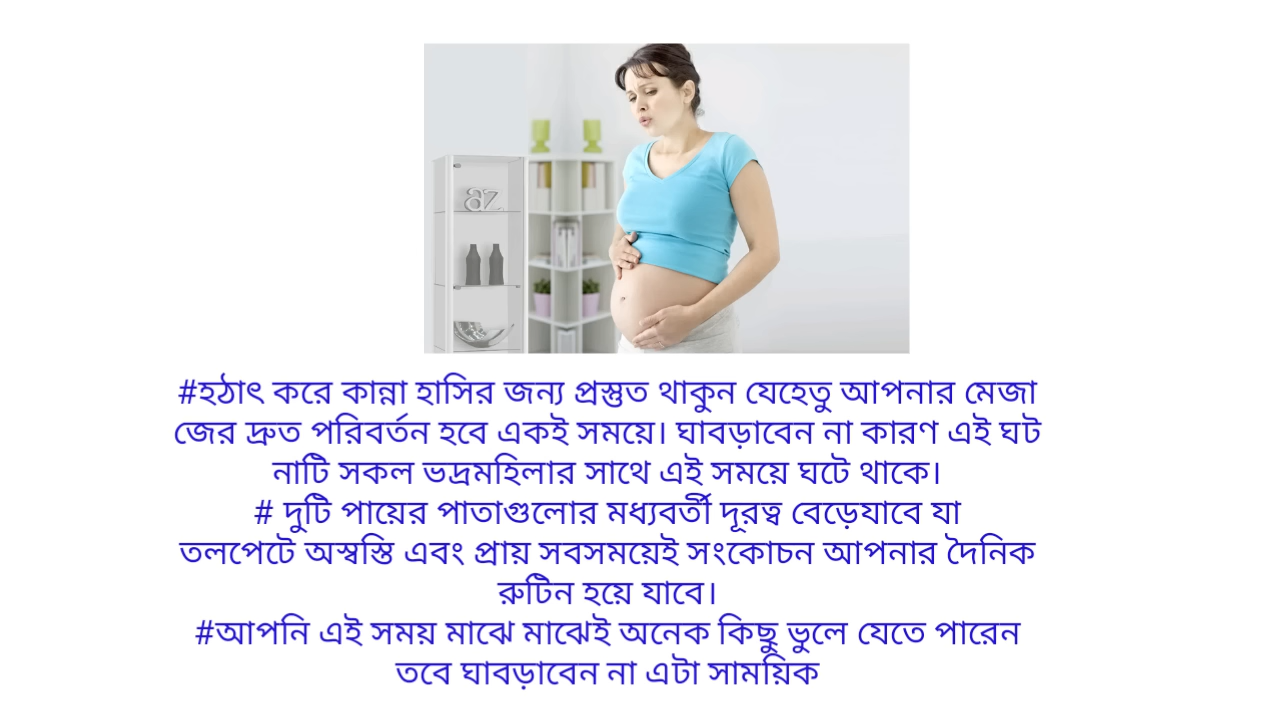 az
#হঠাৎ করে কান্না হাসির জন্য প্রস্তুত থাকুন যেহেতু আপনার মেজা
জের দ্রুত পরিবর্তন হবে একই সময়ে। ঘাবড়াবেন না কারণ এই ঘট
নাটি সকল ভদ্রমহিলার সাথে এই সময়ে ঘটে থাকে।
# দুটি পায়ের পাতাগুলোর মধ্যবর্তী দূরত্ব বেড়েযাবে যা
তলপেটে অস্বস্তি এবং প্রায় সবসময়েই সংকোচন আপনার দৈনিক
রুটিন হয়ে যাবে।
#আপনি এই সময় মাঝে মাঝেই অনেক কিছু ভুলে যেতে পারেন
তবে ঘাবড়াবেন না এটা সাময়িক